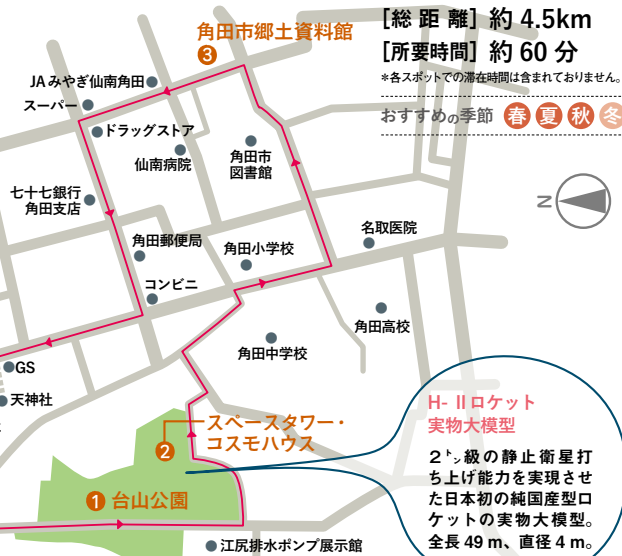 [総距離] 約 4.5km
[所要時間] 約 60 分
*各スポットでの滞在時間は含まれておりません。
おすすめの季節 春 夏 秋 冬
N
角田市郷土資料館
3
JAみやぎ仙南角田
スーパー
ドラッグストア
仙南病院
角田市
図書館
七十七銀行
角田支店
角田郵便局
角田小学校
名取医院
コンビニ
角田高校
角田中学校
GS
天神社
スペースタワー・
コスモハウス
2
1 台山公園
江尻排水ポンプ展示館
H-Ⅱロケット
実物大模型
2㌧級の静止衛星打
ち上げ能力を実現させ
た日本初の純国産型ロ
ケットの実物大模型。
全長 49 m、直径 4 m。